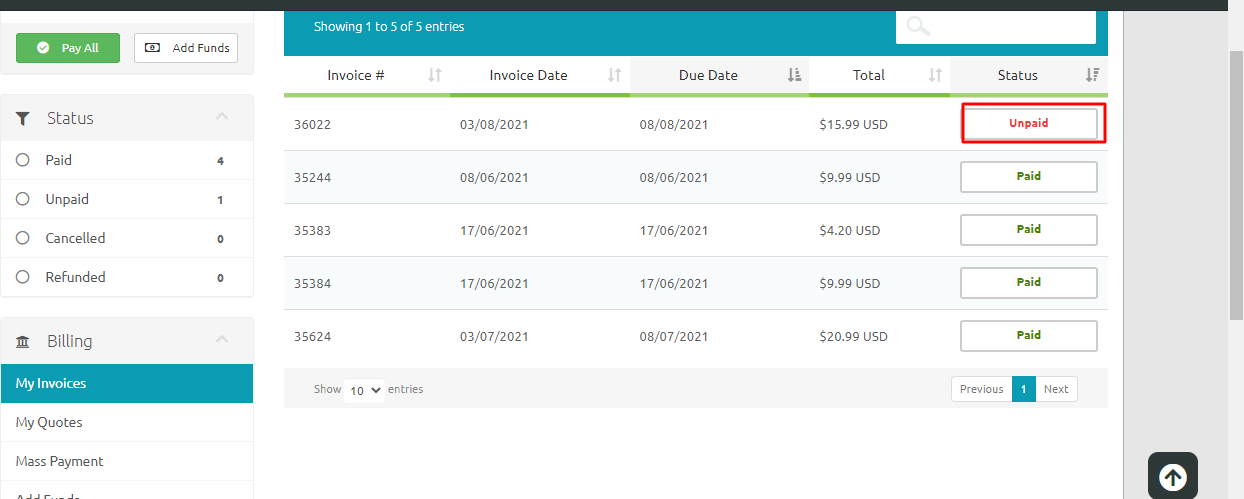 Showing 1 to 5 of 5 entries
Pay All
Add Funds
Invoice # Invoice Date Due Date Total Status
Status
Paid 4
Unpaid 1
Cancelled 0
Refunded 0
36022 03/08/2021 08/08/2021 $15.99 USD Unpaid
35244 08/06/2021 08/06/2021 $9.99 USD Paid
35383 17/06/2021 17/06/2021 $4.20 USD Paid
35384 17/06/2021 17/06/2021 $9.99 USD Paid
35624 03/07/2021 08/07/2021 $20.99 USD Paid
Billing
My Invoices
My Quotes
Mass Payment
Add Funds
Show 10 entries
Previous 1 Next